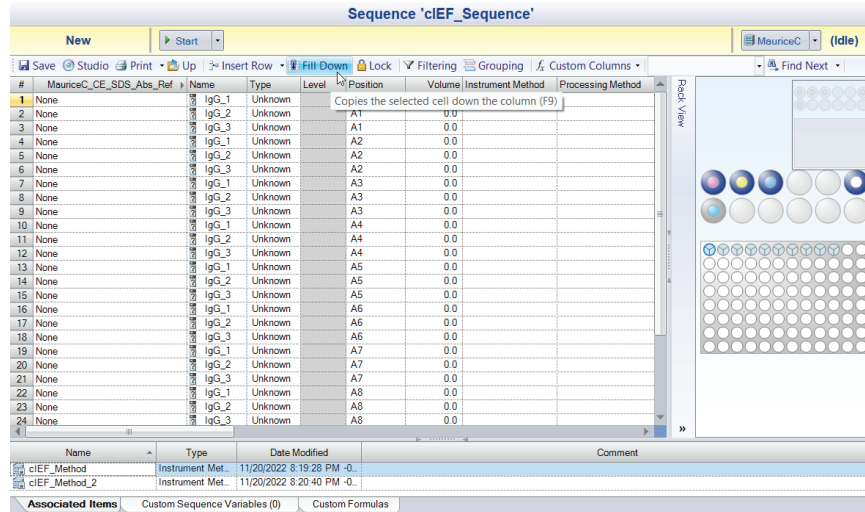 Sequence 'cIEF_Sequence'
New Start MauriceC (Idle)
Save Studio Print Up Insert Row Fill Down Lock Filtering Grouping fx Custom Columns Find Next
# MauriceC_CE_SDS_Abs_Ref Name Type Level Position Volume Instrument Method Processing Method
Copies the selected cell down the column (F9)
1 None IgG_1 Unknown
2 None IgG_2 Unknown A1 0.0
3 None IgG_3 Unknown A1 0.0
4 None IgG_1 Unknown A2 0.0
5 None IgG_2 Unknown A2 0.0
6 None IgG_3 Unknown A2 0.0
7 None IgG_1 Unknown A3 0.0
8 None IgG_2 Unknown A3 0.0
9 None IgG_3 Unknown A3 0.0
10 None IgG_1 Unknown A4 0.0
11 None IgG_2 Unknown A4 0.0
12 None IgG_3 Unknown A4 0.0
13 None IgG_1 Unknown A5 0.0
14 None IgG_2 Unknown A5 0.0
15 None IgG_3 Unknown A5 0.0
16 None IgG_1 Unknown A6 0.0
17 None IgG_2 Unknown A6 0.0
18 None IgG_3 Unknown A6 0.0
19 None IgG_1 Unknown A7 0.0
20 None IgG_2 Unknown A7 0.0
21 None IgG_3 Unknown A7 0.0
22 None IgG_1 Unknown A8 0.0
23 None IgG_2 Unknown A8 0.0
24 None IgG_3 Unknown A8 0.0
Rack View
»
Name Type Date Modified Comment
cIEF_Method Instrument Met... 11/20/2022 8:19:28 PM -0...
cIEF_Method_2 Instrument Met... 11/20/2022 8:20:40 PM -0...
Associated Items Custom Sequence Variables (0) Custom Formulas